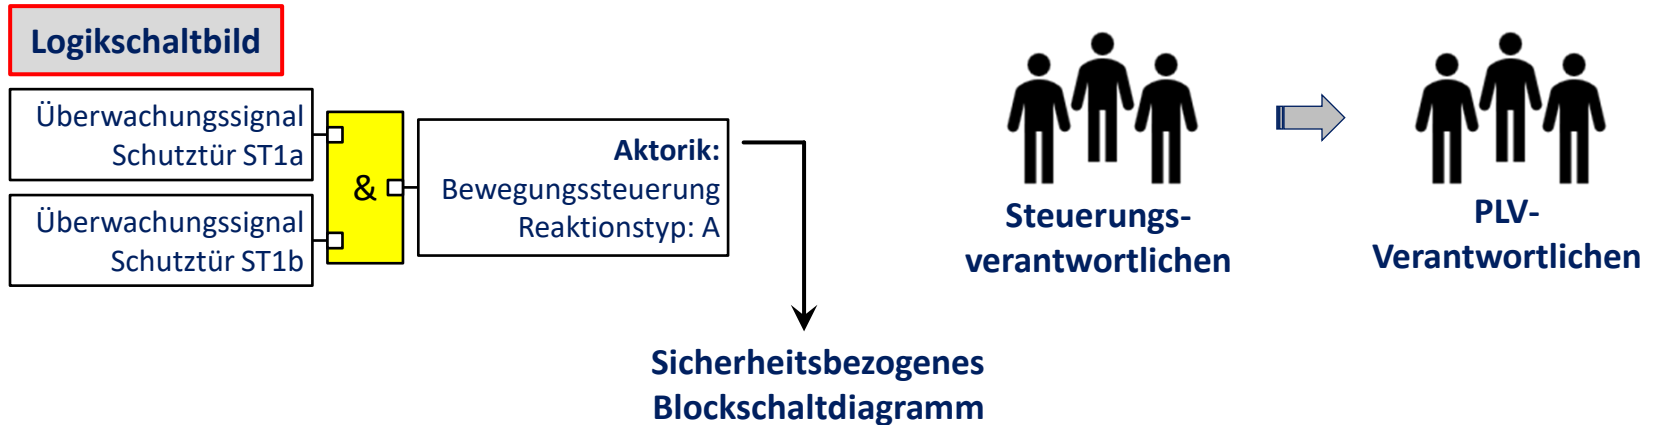 Logikschaltbild
Überwachungssignal
Schutztür ST1a
Überwachungssignal
Schutztür ST1b
&
Aktorik:
Bewegungssteuerung
Reaktionstyp: A
Sicherheitsbezogenes
Blockschaltdiagramm
Steuerungs-
verantwortlichen
PLV-
Verantwortlichen